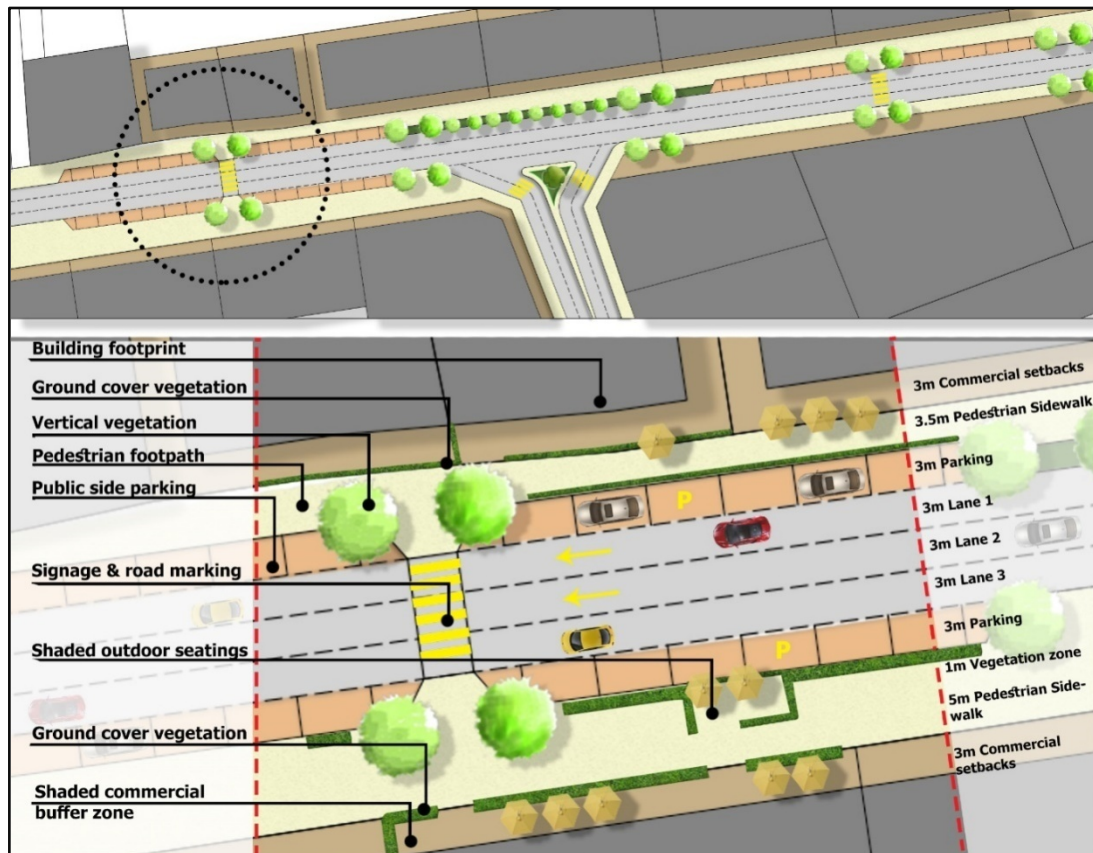 Building footprint
Ground cover vegetation
Vertical vegetation
Pedestrian footpath
Public side parking
Signage & road marking
Shaded outdoor seatings
Ground cover vegetation
Shaded commercial
buffer zone
P
P
3m Commercial setbacks
3.5m Pedestrian Sidewalk
3m Parking
3m Lane 1
3m Lane 2
3m Lane 3
3m Parking
1m Vegetation zone
5m Pedestrian Side-
walk
3m Commercial
setbacks